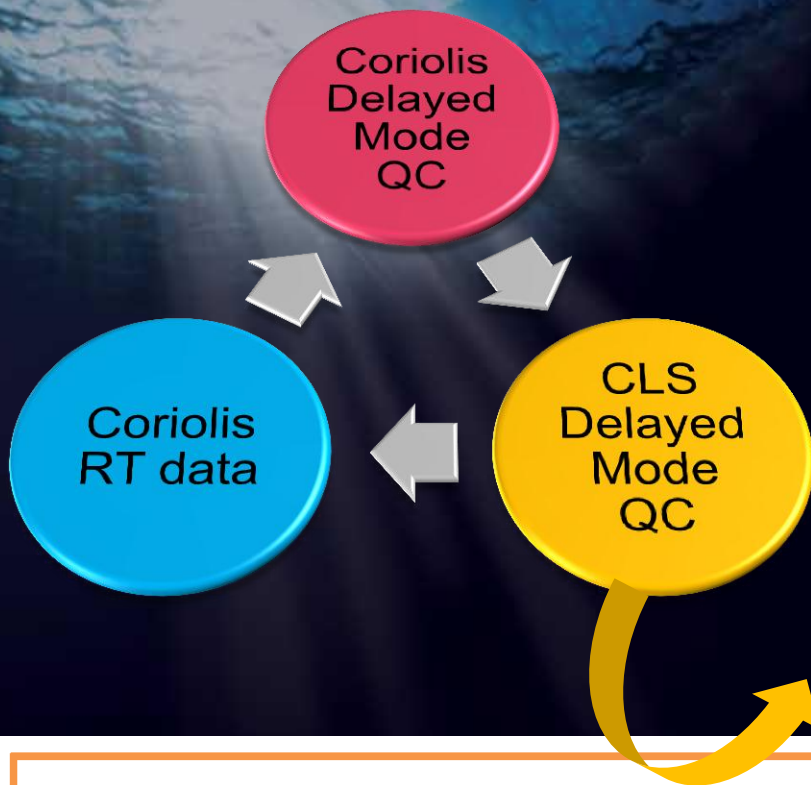 Coriolis
Delayed
Mode
QC
Coriolis
RT data
CLS
Delayed
Mode
QC